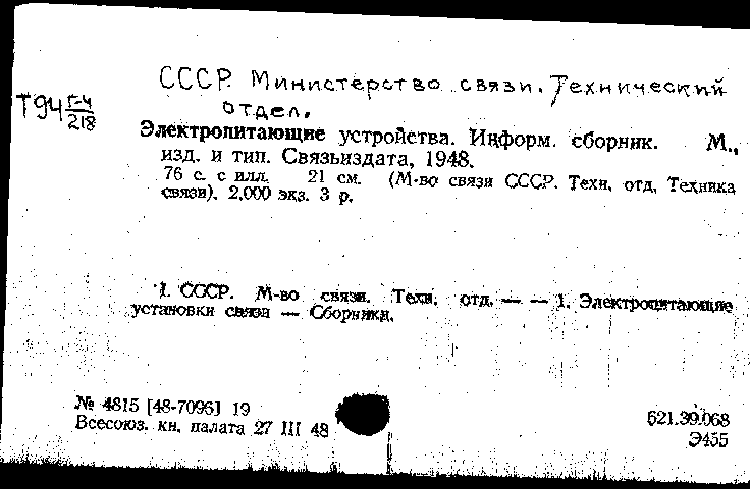 СССР. Министерство связи. Технический
отдел.
Т94 Г-4
218
Электропитающие устройства. Информ. сборник. М.,
изд. и тип. Связьиздата, 1948.
76 с. с илл. 21 см. (М-во связи СССР. Техн. отд. Техника
связи). 2.000 экз. 3 р.
1. СССР. М-во связи. Техн. отд. — — 1. Электропитающие
установки связи — Сборники.
№ 4815 [48-7096] 19
Всесоюз. кн. палата 27 III 48
621.39.068
Э455